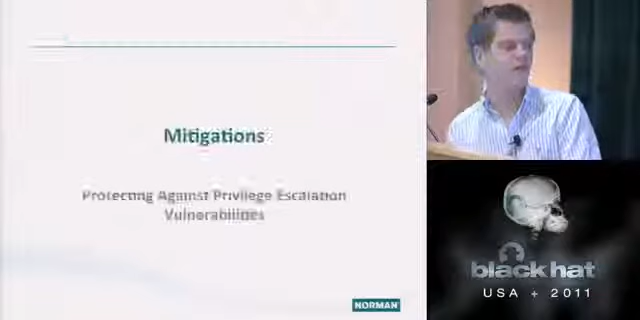 Mitigations
Protecting Against Privilege Escalation
Vulnerabilities
NORMAN
black hat
USA + 2011